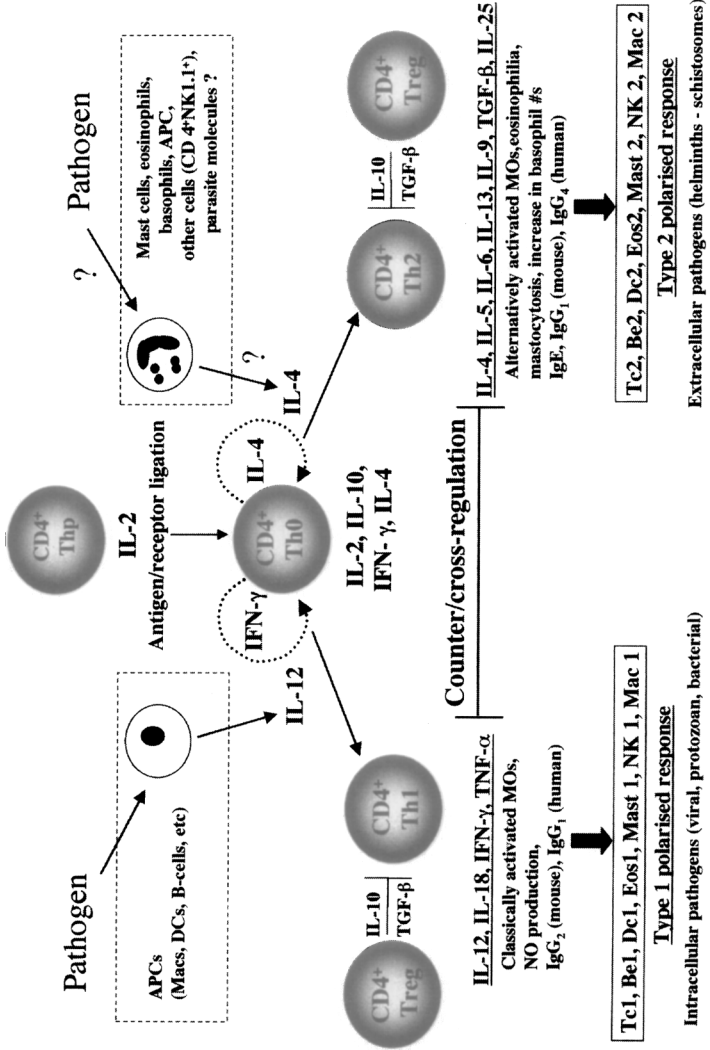 Pathogen
APCs
(Macs, DCs, B-cells, etc)
IL-12
CD4+
Thp
IL-2
Antigen/receptor ligation
IFN-γ
CD4+
Th0
IL-4
IL-2, IL-10,
IFN- γ, IL-4
?
Pathogen
Mast cells, eosinophils,
basophils, APC,
other cells (CD 4+NK1.1+),
parasite molecules ?
?
IL-4
CD4+
Treg
IL-10
TGF-β
CD4+
Th1
CD4+
Th2
IL-10
TGF-β
CD4+
Treg
Counter/cross-regulation
IL-12, IL-18, IFN-γ, TNF-α
Classically activated MOs,
NO production,
IgG2 (mouse), IgG1 (human)
Tc1, Be1, Dc1, Eos1, Mast 1, NK 1, Mac 1
Type 1 polarised response
Intracellular pathogens (viral, protozoan, bacterial)
IL-4, IL-5, IL-6, IL-13, IL-9, TGF-β, IL-25
Alternatively activated MOs,eosinophilia,
mastocytosis, increase in basophil #s
IgE, IgG1 (mouse), IgG4 (human)
Tc2, Be2, Dc2, Eos2, Mast 2, NK 2, Mac 2
Type 2 polarised response
Extracellular pathogens (helminths - schistosomes)